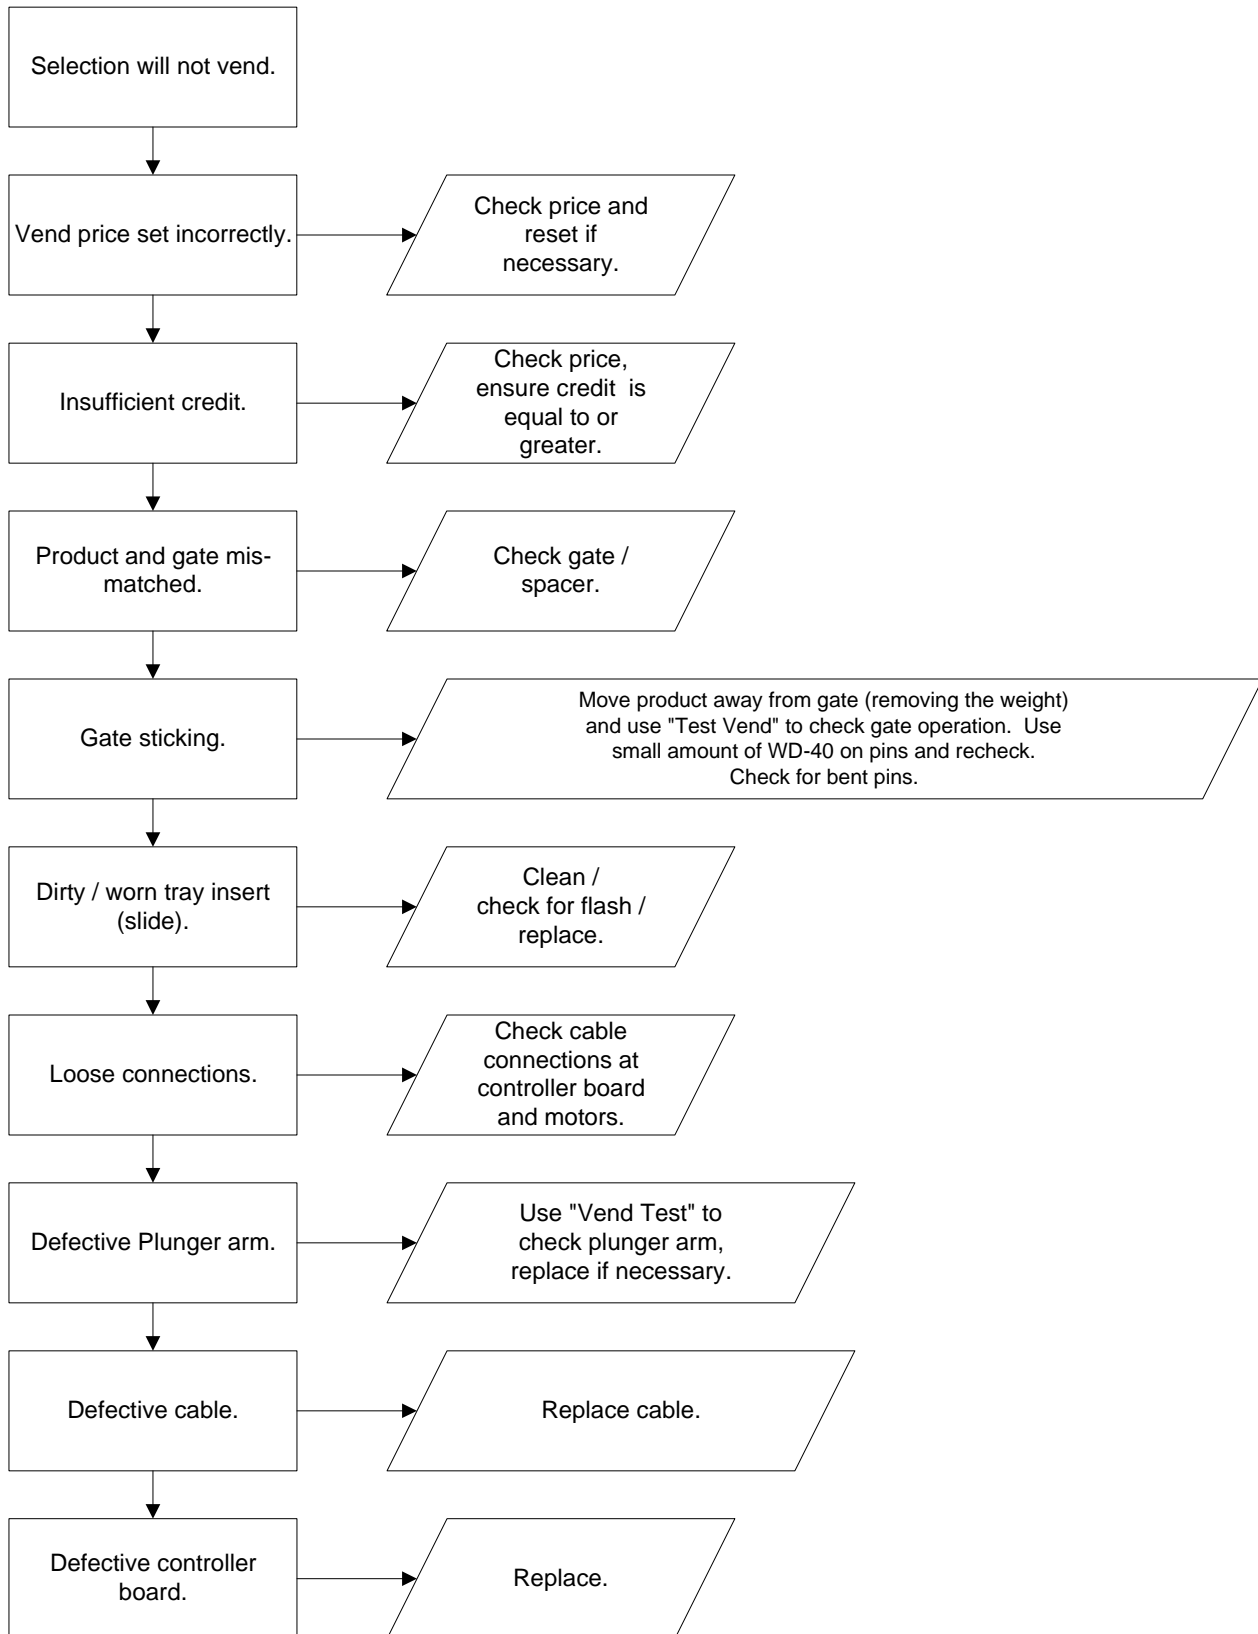 Selection will not vend.
Vend price set incorrectly.
Check price and
reset if
necessary.
Insufficient credit.
Check price,
ensure credit  is
equal to or
greater.
Product and gate mis-
matched.
Check gate /
spacer.
Gate sticking.
Move product away from gate (removing the weight)
and use "Test Vend" to check gate operation.  Use
small amount of WD-40 on pins and recheck.
Check for bent pins.
Dirty / worn tray insert
(slide).
Clean /
check for flash /
replace.
Loose connections.
Check cable
connections at
controller board
and motors.
Defective Plunger arm.
Use "Vend Test" to
check plunger arm,
replace if necessary.
Defective cable.
Replace cable.
Defective controller
board.
Replace.